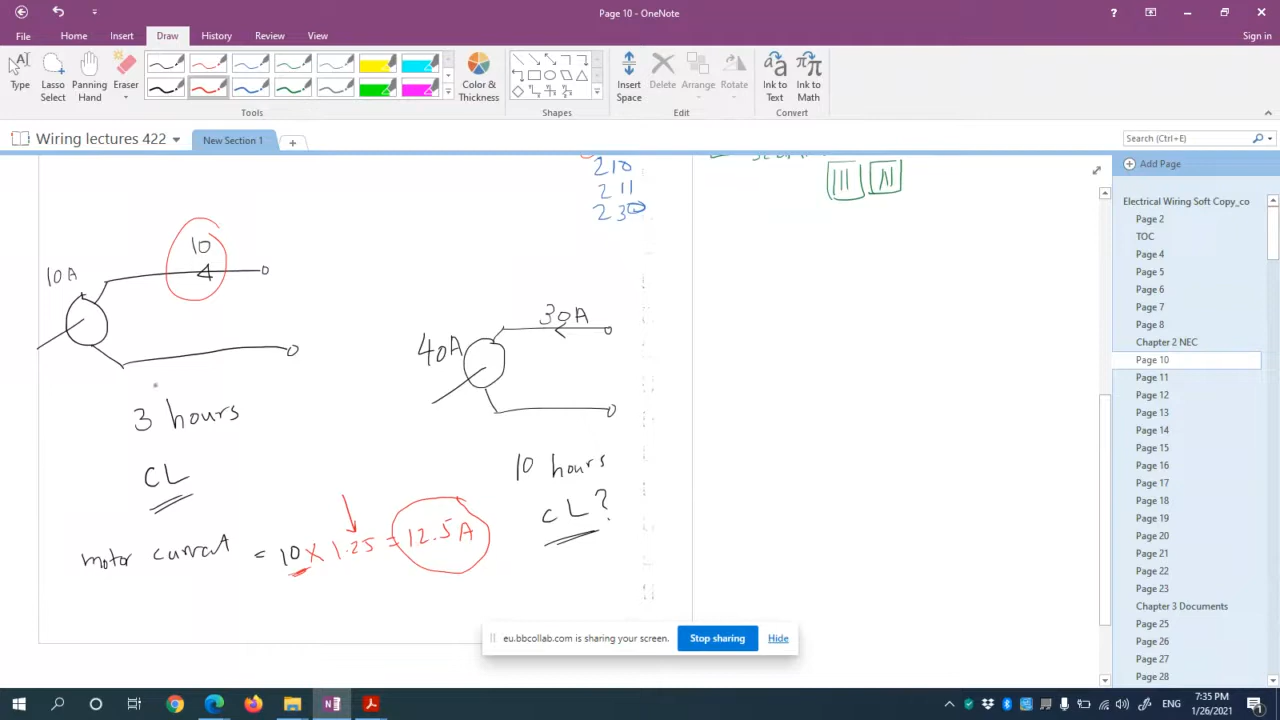 Page 10 - OneNote
Sign in
File
Home
Insert
Draw
History
Review
View
Type
Lasso Select
Panning Hand
Eraser
Color & Thickness
Insert Space
Delete
Arrange
Rotate
Ink to Text
Ink to Math
Tools
Shapes
Edit
Convert
Wiring lectures 422
New Section 1
Search (Ctrl+E)
Add Page
Electrical Wiring Soft Copy_co
Page 2
TOC
Page 4
Page 5
Page 6
Page 7
Page 8
Chapter 2 NEC
Page 10
Page 11
Page 12
Page 13
Page 14
Page 15
Page 16
Page 17
Page 18
Page 19
Page 20
Page 21
Page 22
Page 23
Chapter 3 Documents
Page 25
Page 26
Page 27
Page 28
210
211
230
10
10A
30A
40A
3 hours
CL
10 hours
CL?
motor current = 10 X 1.25 = 12.5A
eu.bbcollab.com is sharing your screen.
Stop sharing
Hide
ENG
7:35 PM
1/26/2021